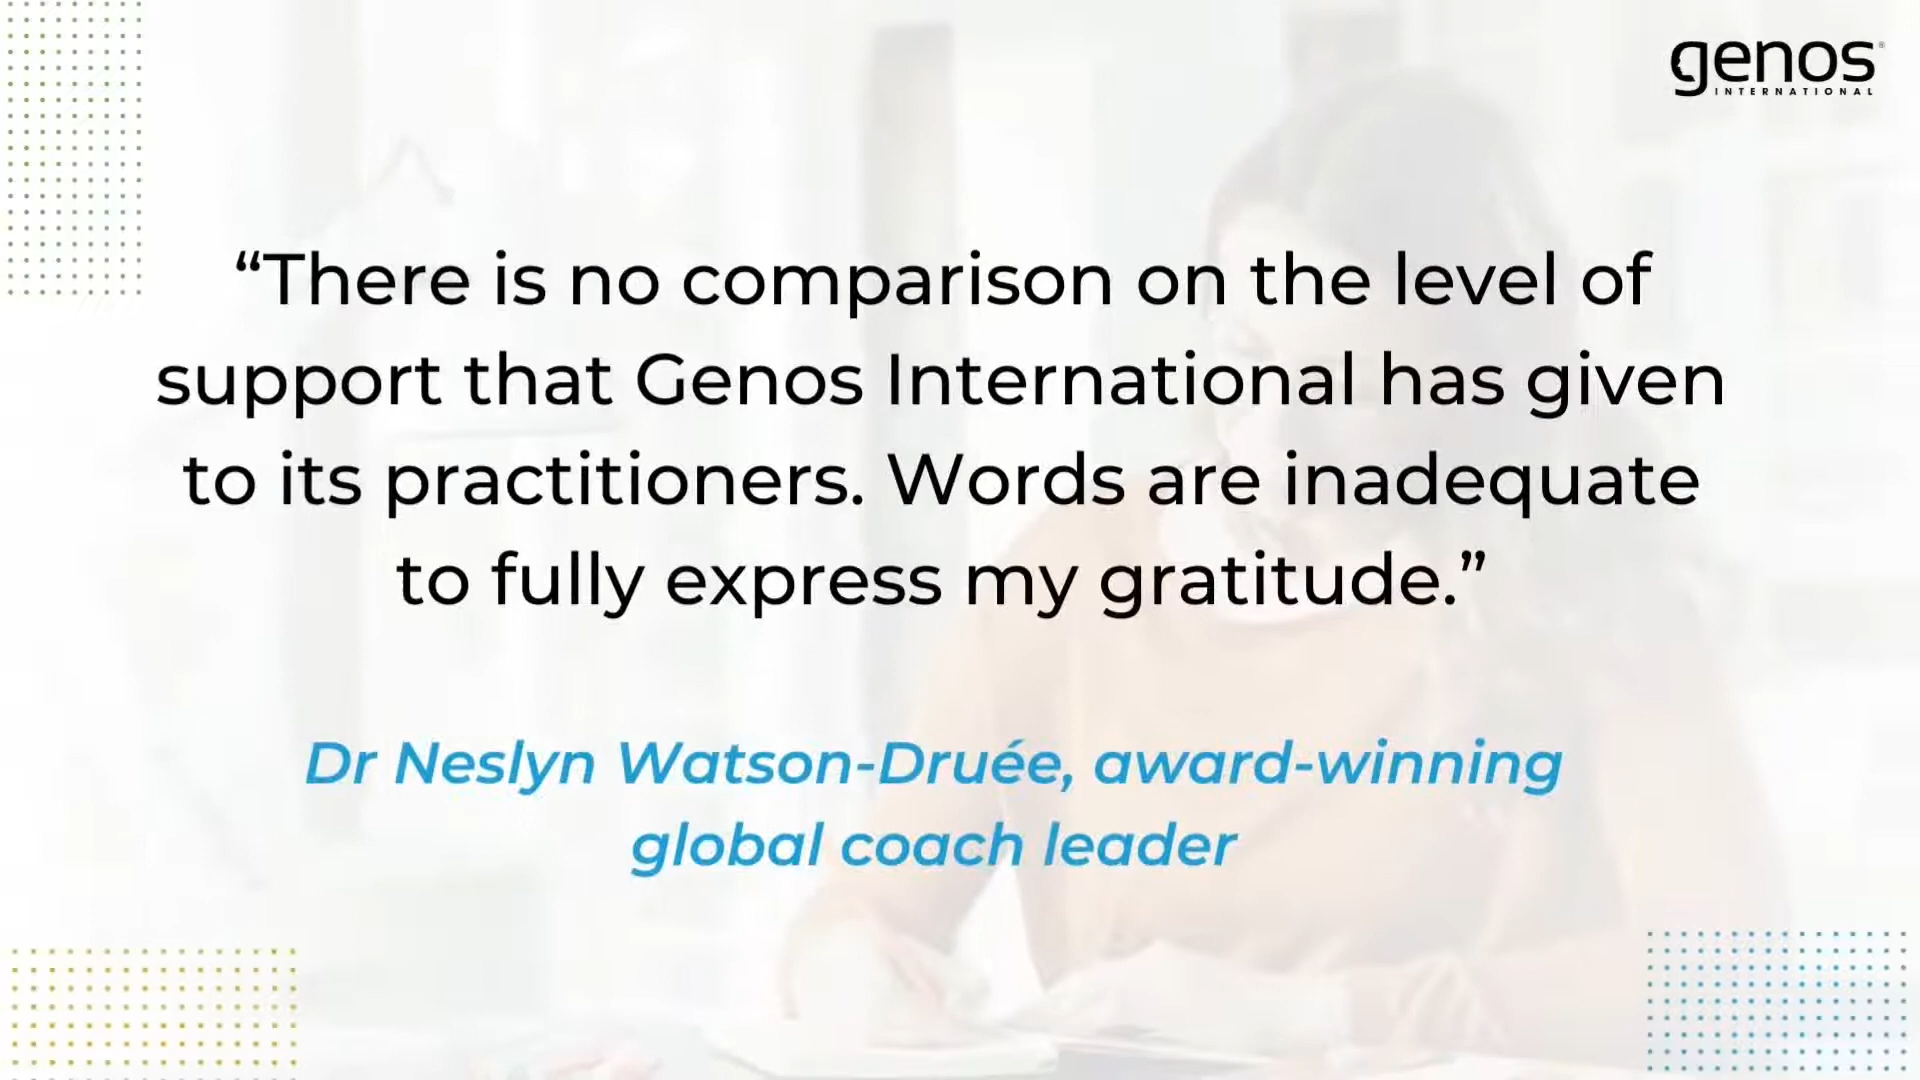 genos
INTERNATIONAL
“There is no comparison on the level of
support that Genos International has given
to its practitioners. Words are inadequate
to fully express my gratitude.”
Dr Neslyn Watson-Druée, award-winning
global coach leader